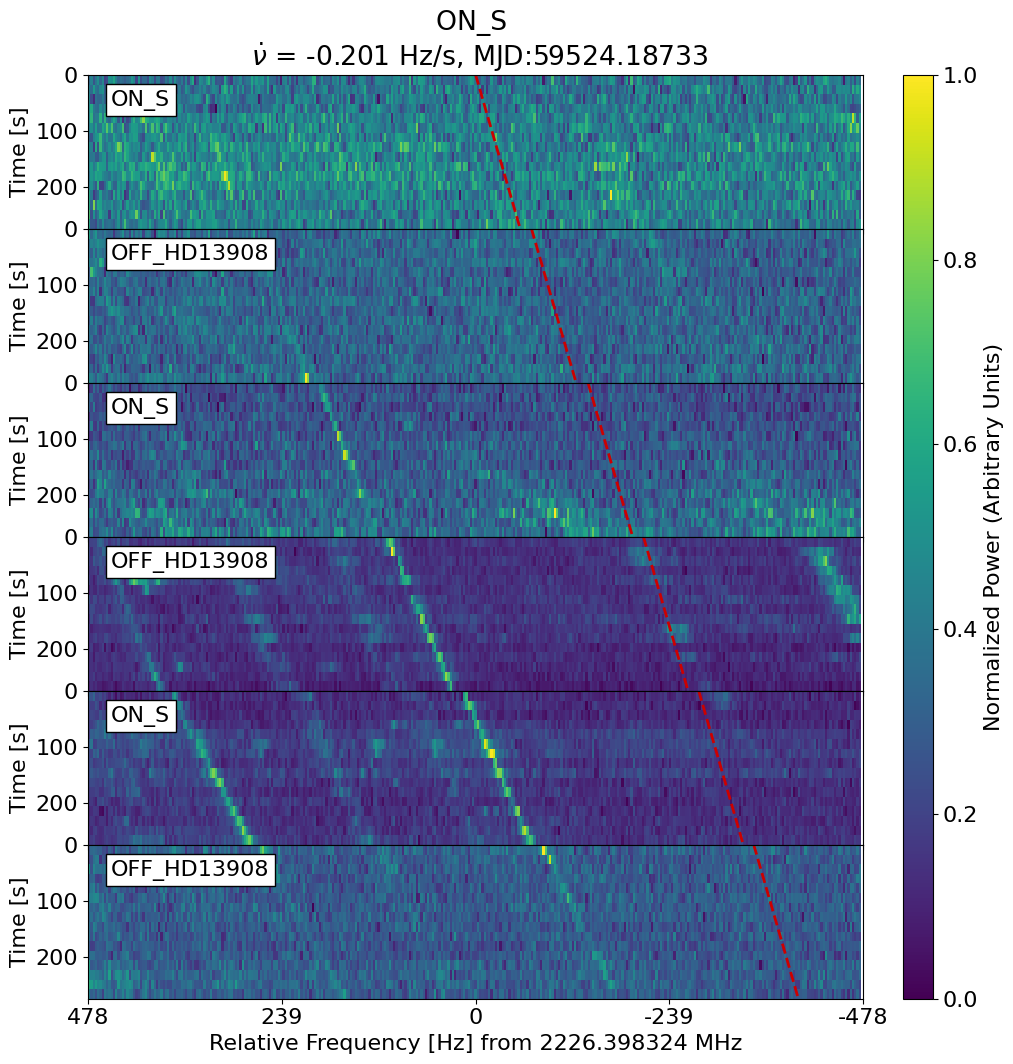 ON_S
ν̇ = -0.201 Hz/s, MJD:59524.18733
0
ON_S
Time [s]
100
200
0
OFF_HD13908
Time [s]
100
200
0
ON_S
Time [s]
100
200
0
OFF_HD13908
Time [s]
100
200
0
ON_S
Time [s]
100
200
0
OFF_HD13908
Time [s]
100
200
478 239 0 -239 -478
Relative Frequency [Hz] from 2226.398324 MHz
1.0
0.8
0.6
0.4
0.2
0.0
Normalized Power (Arbitrary Units)